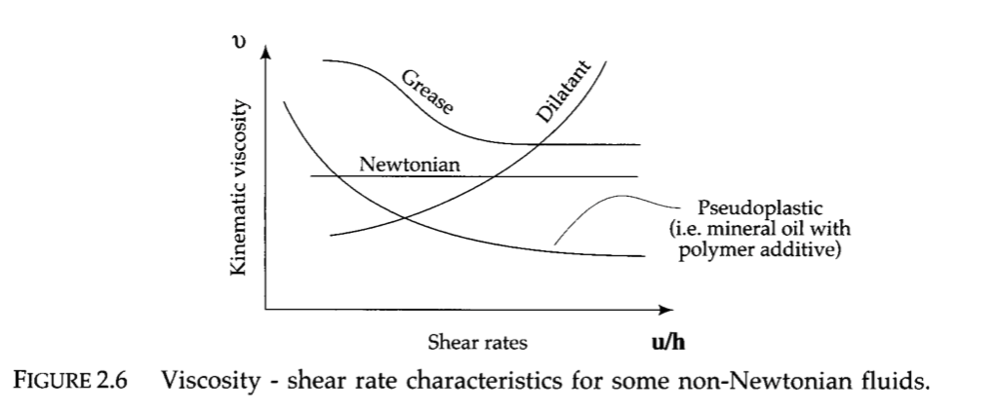 υ
Kinematic viscosity
Grease
Dilatant
Newtonian
Pseudoplastic
(i.e. mineral oil with
polymer additive)
Shear rates
u/h
FIGURE 2.6 Viscosity - shear rate characteristics for some non-Newtonian fluids.